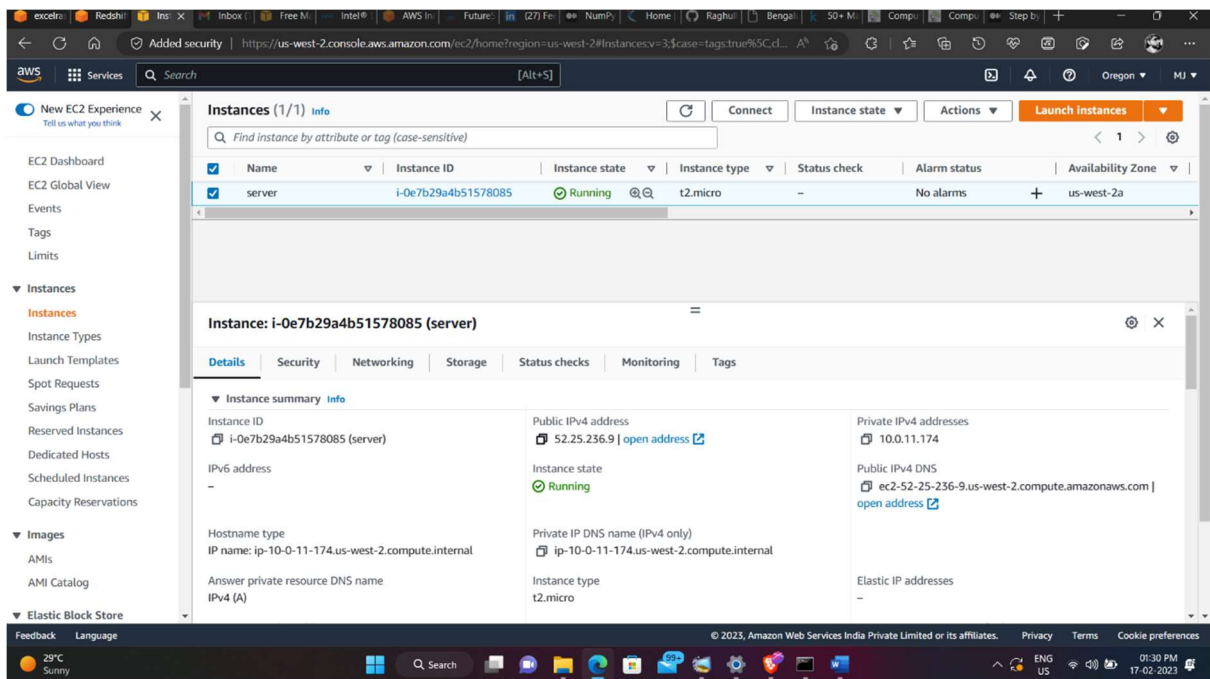 excelra Redshif Ins Inbox ( Free M Intel® AWS In Future (27) Fe NumP Home Raghul Bengal 50+ M Compu Compu Step by
Added security https://us-west-2.console.aws.amazon.com/ec2/home?region=us-west-2#Instances:v=3;$case=tags:true%5C,cl...
aws Services Search [Alt+S] Oregon MJ
New EC2 Experience
Tell us what you think
EC2 Dashboard
EC2 Global View
Events
Tags
Limits
Instances
Instances
Instance Types
Launch Templates
Spot Requests
Savings Plans
Reserved Instances
Dedicated Hosts
Scheduled Instances
Capacity Reservations
Images
AMIs
AMI Catalog
Elastic Block Store
Instances (1/1) Info Connect Instance state Actions Launch instances
Find instance by attribute or tag (case-sensitive) 1
Name Instance ID Instance state Instance type Status check Alarm status Availability Zone
server i-0e7b29a4b51578085 Running t2.micro – No alarms + us-west-2a
Instance: i-0e7b29a4b51578085 (server)
Details Security Networking Storage Status checks Monitoring Tags
Instance summary Info
Instance ID Public IPv4 address Private IPv4 addresses
i-0e7b29a4b51578085 (server) 52.25.236.9 | open address 10.0.11.174
IPv6 address Instance state Public IPv4 DNS
– Running ec2-52-25-236-9.us-west-2.compute.amazonaws.com |
open address
Hostname type Private IP DNS name (IPv4 only)
IP name: ip-10-0-11-174.us-west-2.compute.internal ip-10-0-11-174.us-west-2.compute.internal
Answer private resource DNS name Instance type Elastic IP addresses
IPv4 (A) t2.micro –
Feedback Language © 2023, Amazon Web Services India Private Limited or its affiliates. Privacy Terms Cookie preferences
29°C Search 99+ ENG 01:30 PM
Sunny US 17-02-2023